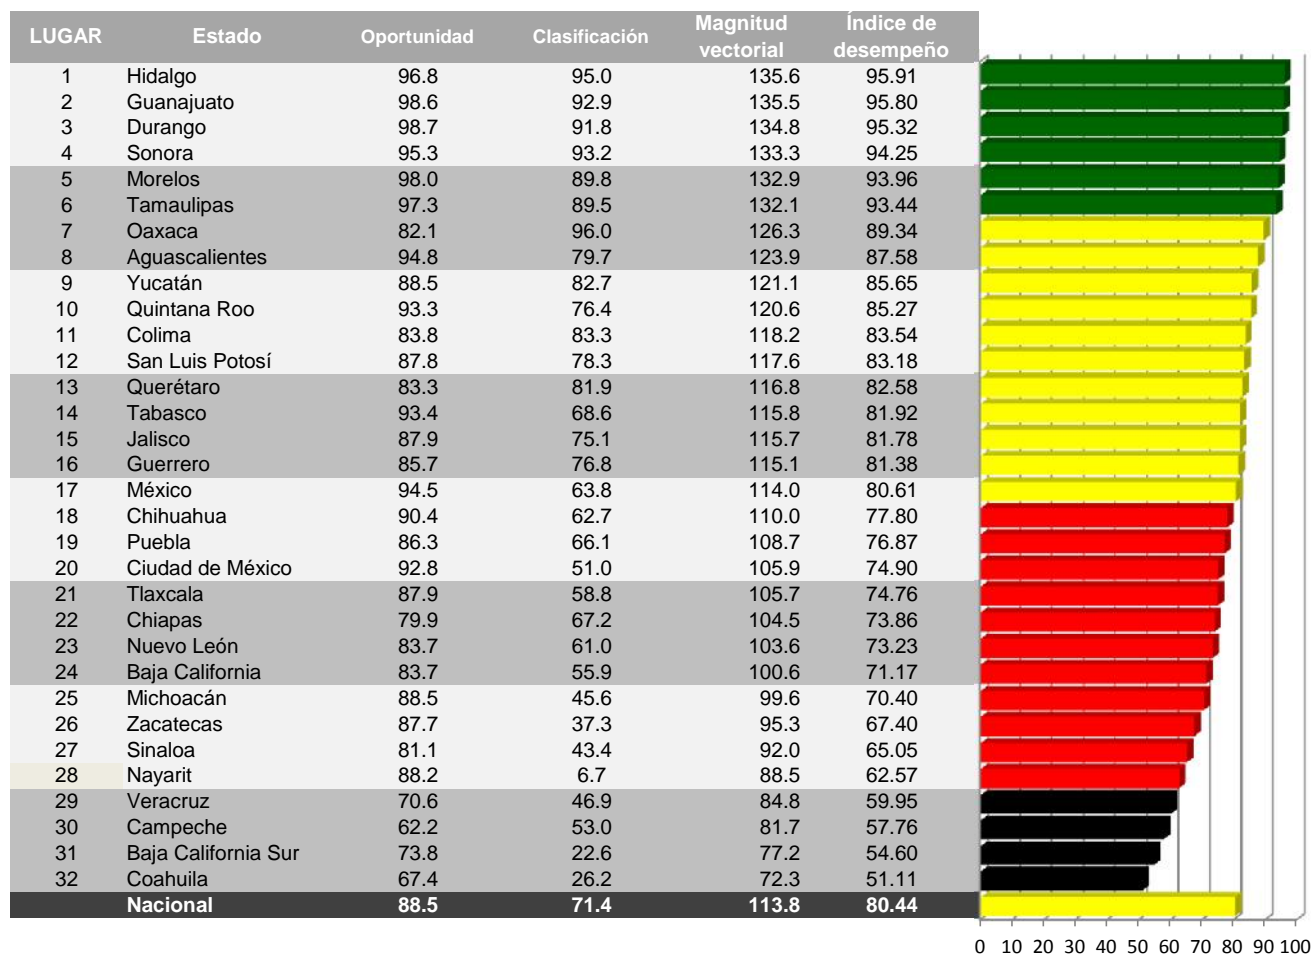 LUGAR Estado Oportunidad Clasificación Magnitud vectorial Índice de desempeño
1 Hidalgo 96.8 95.0 135.6 95.91
2 Guanajuato 98.6 92.9 135.5 95.80
3 Durango 98.7 91.8 134.8 95.32
4 Sonora 95.3 93.2 133.3 94.25
5 Morelos 98.0 89.8 132.9 93.96
6 Tamaulipas 97.3 89.5 132.1 93.44
7 Oaxaca 82.1 96.0 126.3 89.34
8 Aguascalientes 94.8 79.7 123.9 87.58
9 Yucatán 88.5 82.7 121.1 85.65
10 Quintana Roo 93.3 76.4 120.6 85.27
11 Colima 83.8 83.3 118.2 83.54
12 San Luis Potosí 87.8 78.3 117.6 83.18
13 Querétaro 83.3 81.9 116.8 82.58
14 Tabasco 93.4 68.6 115.8 81.92
15 Jalisco 87.9 75.1 115.7 81.78
16 Guerrero 85.7 76.8 115.1 81.38
17 México 94.5 63.8 114.0 80.61
18 Chihuahua 90.4 62.7 110.0 77.80
19 Puebla 86.3 66.1 108.7 76.87
20 Ciudad de México 92.8 51.0 105.9 74.90
21 Tlaxcala 87.9 58.8 105.7 74.76
22 Chiapas 79.9 67.2 104.5 73.86
23 Nuevo León 83.7 61.0 103.6 73.23
24 Baja California 83.7 55.9 100.6 71.17
25 Michoacán 88.5 45.6 99.6 70.40
26 Zacatecas 87.7 37.3 95.3 67.40
27 Sinaloa 81.1 43.4 92.0 65.05
28 Nayarit 88.2 6.7 88.5 62.57
29 Veracruz 70.6 46.9 84.8 59.95
30 Campeche 62.2 53.0 81.7 57.76
31 Baja California Sur 73.8 22.6 77.2 54.60
32 Coahuila 67.4 26.2 72.3 51.11
Nacional 88.5 71.4 113.8 80.44
0 10 20 30 40 50 60 70 80 90 100